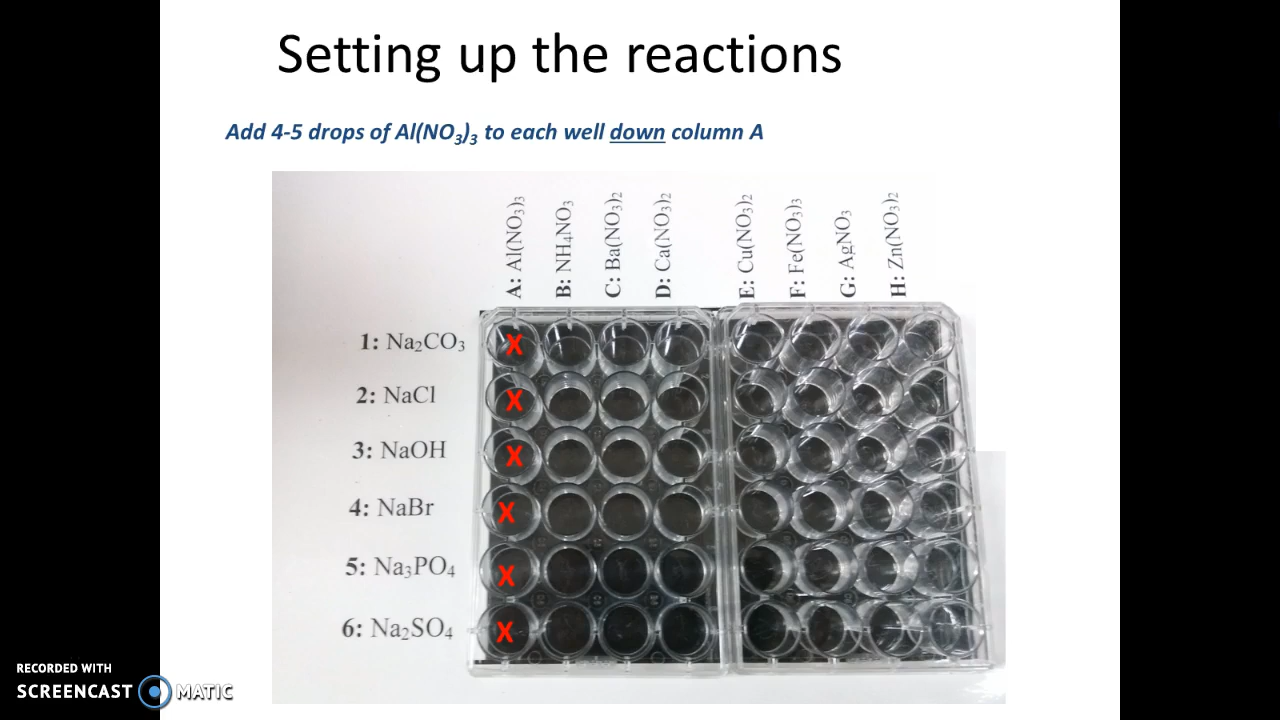 Setting up the reactions
Add 4-5 drops of Al(NO₃)₃ to each well down column A
A: Al(NO₃)₃
B: NH₄NO₃
C: Ba(NO₃)₂
D: Ca(NO₃)₂
E: Cu(NO₃)₂
F: Fe(NO₃)₃
G: AgNO₃
H: Zn(NO₃)₂
1: Na₂CO₃ X
2: NaCl X
3: NaOH X
4: NaBr X
5: Na₃PO₄ X
6: Na₂SO₄ X
RECORDED WITH
SCREENCAST MATIC